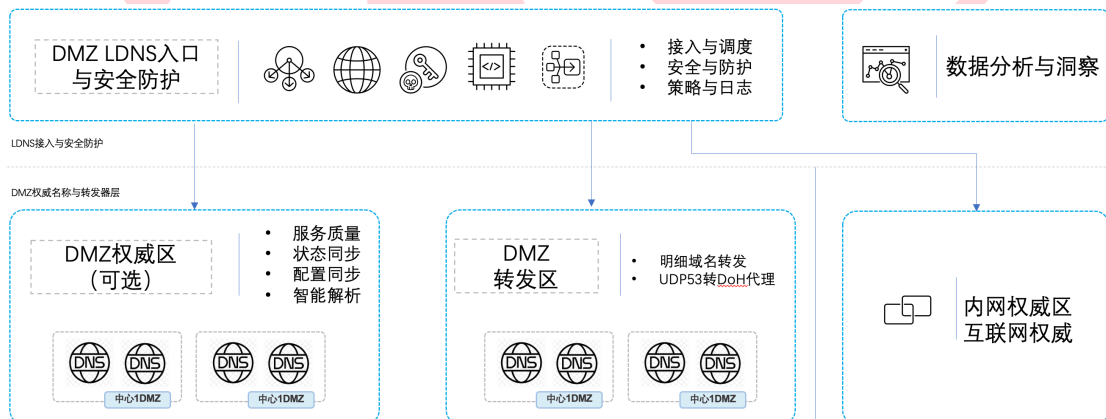 DMZ LDNS入口
与安全防护
</>
• 接入与调度
• 安全与防护
• 策略与日志
数据分析与洞察
LDNS接入与安全防护
DMZ权威名称与转发器层
DMZ权威区
（可选）
• 服务质量
• 状态同步
• 配置同步
• 智能解析
DNS DNS
中心1DMZ
DNS DNS
中心1DMZ
DMZ
转发区
• 明细域名转发
• UDP53转DoH代理
DNS DNS
中心1DMZ
DNS DNS
中心1DMZ
内网权威区
互联网权威